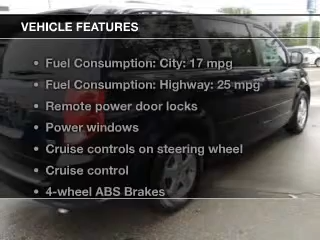 VEHICLE FEATURES
• Fuel Consumption: City: 17 mpg
• Fuel Consumption: Highway: 25 mpg
• Remote power door locks
• Power windows
• Cruise controls on steering wheel
• Cruise control
• 4-wheel ABS Brakes